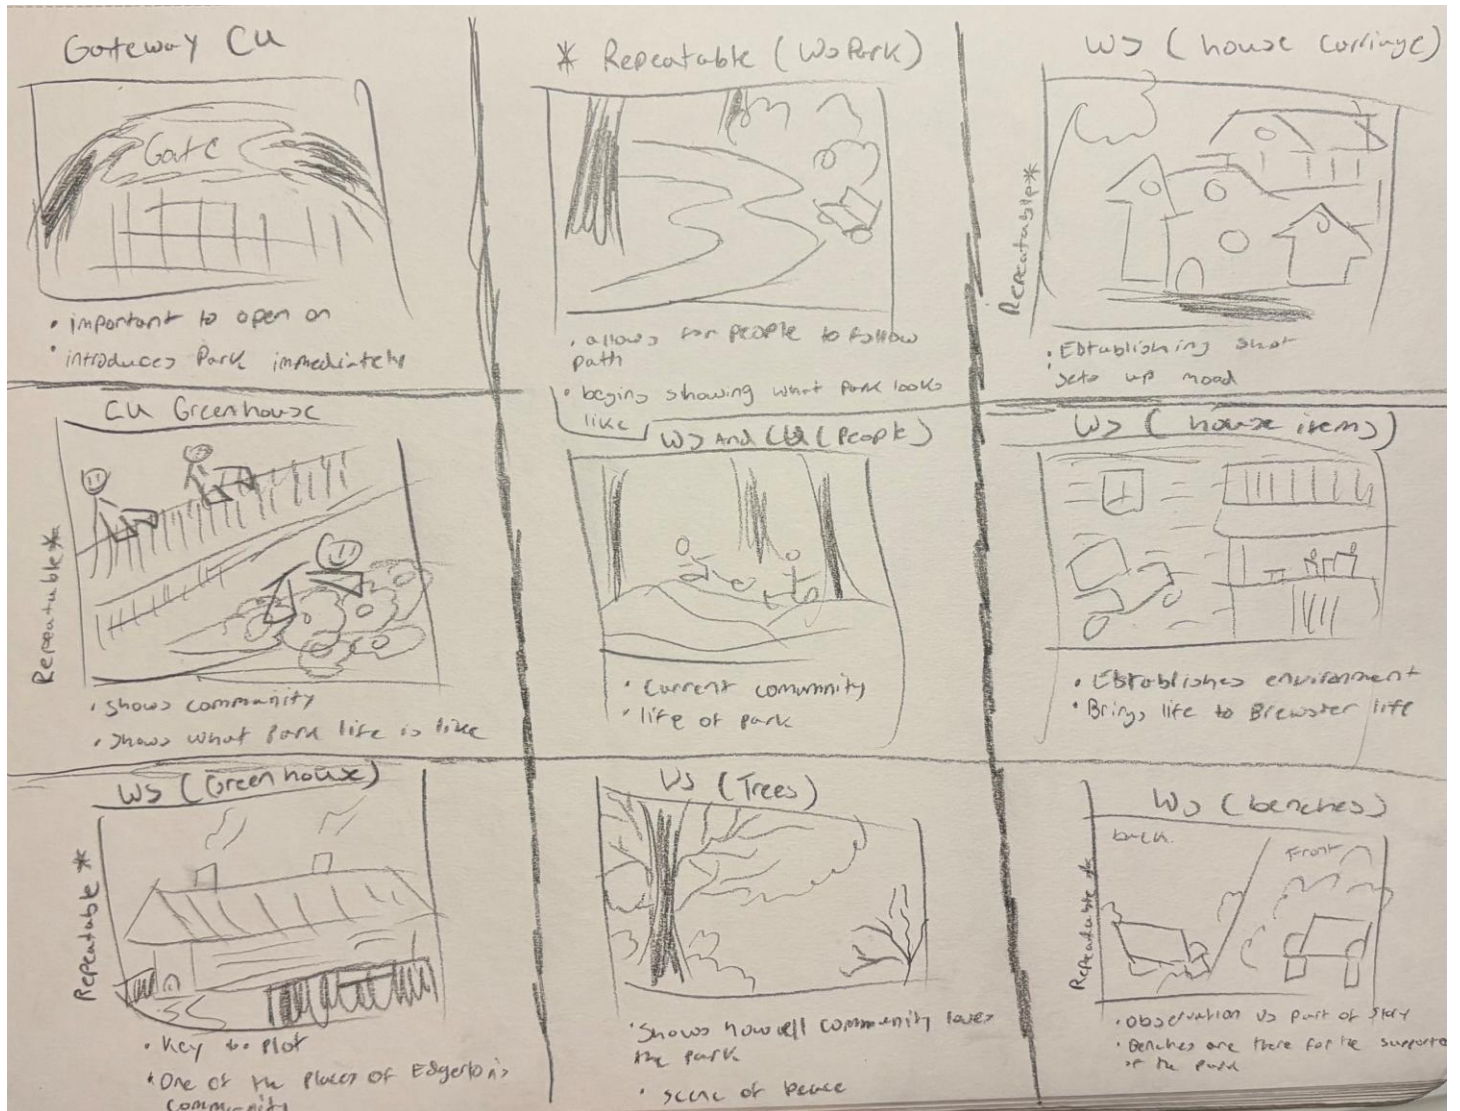 Gateway CU
Gate
• important to open on
• introduces Park immediately
* Repeatable (WS Park)
• allows for people to follow
path
• begins showing what park looks
like
WS (house carriage)
Repeatable*
• Establishing shot
sets up mood
CU Greenhouse
Repeatable *
• shows community
• shows what park life is like
WS And CU (People)
• Current community
• life of park
WS (house items)
• Establishes environment
• Brings life to Brewster life
WS (Greenhouse)
Repeatable *
• Key to plot
• One of the places of Edgerton's
community
WS (Trees)
• Shows how community loves
the park
• scene of peace
WS (benches)
back
Front
Repeatable *
• Observation vs part of story
• Benches are there for the
of the park